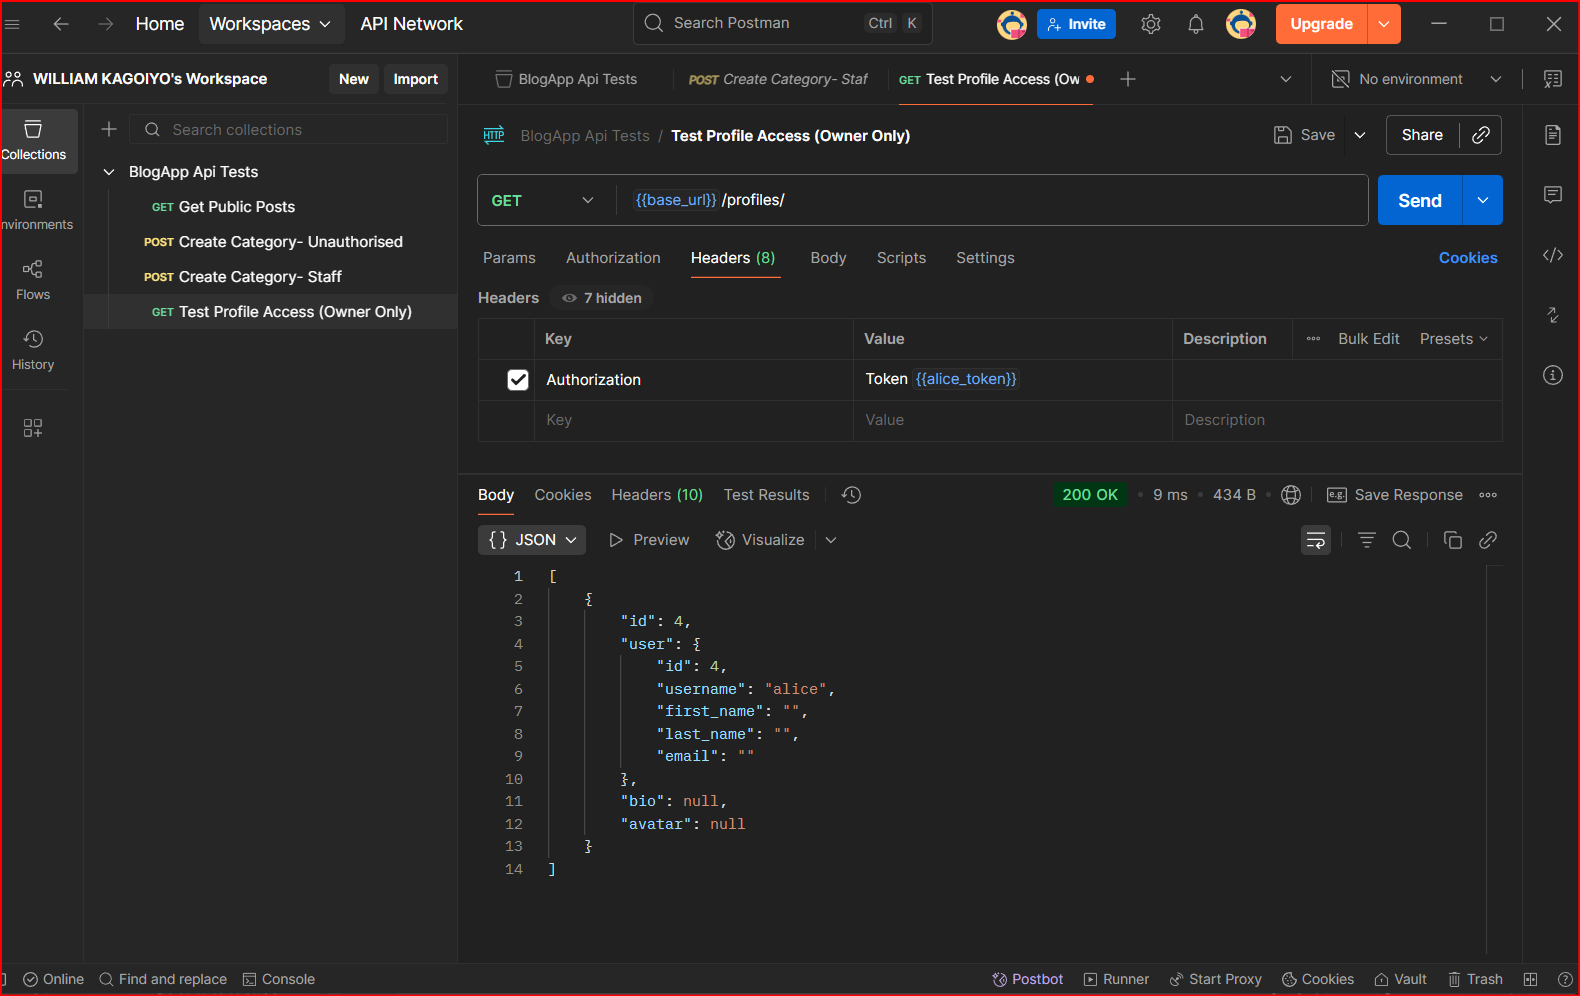 Home Workspaces API Network Search Postman Ctrl K Invite Upgrade
WILLIAM KAGOIYO's Workspace New Import
BlogApp Api Tests POST Create Category- Staf GET Test Profile Access (Ow No environment
Collections
nvironments
Flows
History
Search collections
BlogApp Api Tests
GET Get Public Posts
POST Create Category- Unauthorised
POST Create Category- Staff
GET Test Profile Access (Owner Only)
HTTP BlogApp Api Tests / Test Profile Access (Owner Only) Save Share
GET {{base_url}} /profiles/ Send
Params Authorization Headers (8) Body Scripts Settings Cookies
Headers 7 hidden
Key Value Description Bulk Edit Presets
Authorization Token {{alice_token}}
Key Value Description
Body Cookies Headers (10) Test Results 200 OK 9 ms 434 B e.g. Save Response
{} JSON Preview Visualize
1 [
2 {
3 "id": 4,
4 "user": {
5 "id": 4,
6 "username": "alice",
7 "first_name": "",
8 "last_name": "",
9 "email": ""
10 },
11 "bio": null,
12 "avatar": null
13 }
14 ]
Online Find and replace Console Postbot Runner Start Proxy Cookies Vault Trash